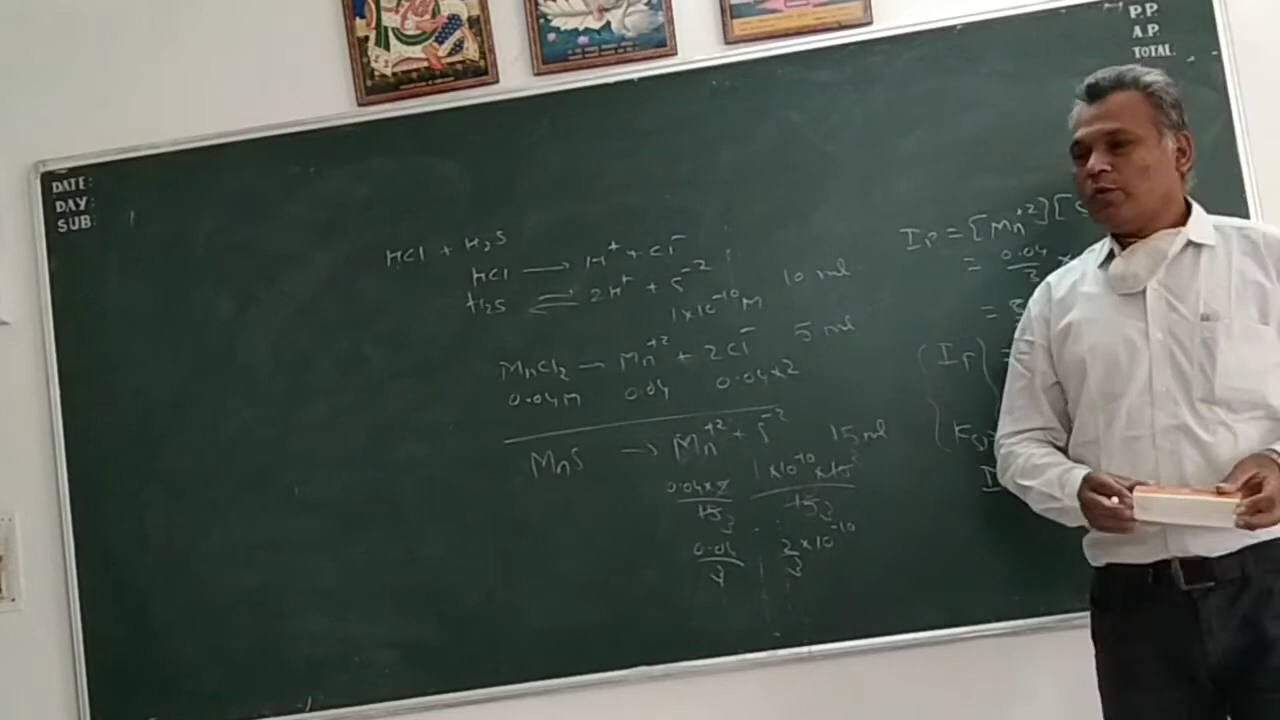 P.P.
A.P.
TOTAL
DATE:
DAY:
SUB:
HCl + H₂S
HCl → H⁺ + Cl⁻
H₂S ⇌ 2H⁺ + S⁻² 10 ml
1×10⁻¹⁰M
MnCl₂ — Mn⁺² + 2Cl⁻ 5 ml
0.04M 0.04 0.04×2
MnS → Mn⁺² + S⁻² 15 ml
0.04×5/15 3 1×10⁻¹⁰×10/15 3
0.04/3 2/3×10⁻¹⁰
IP = [Mn⁺²][S
= 0.04/3 ×
=
IP =
Ksp